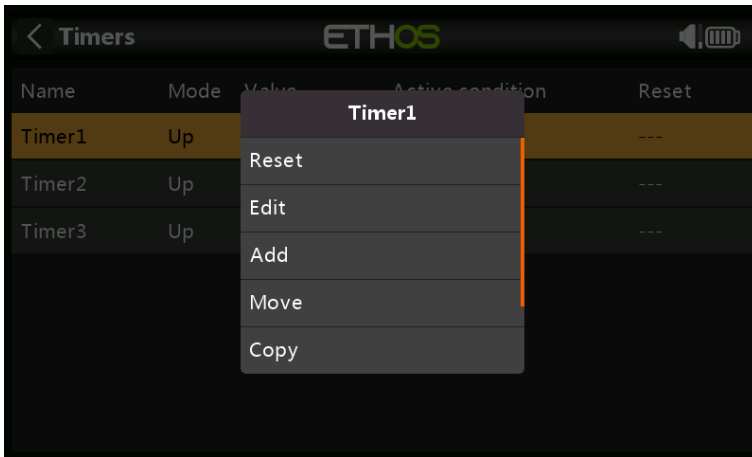 Timers ETHOS
Name Mode Value Active condition Reset
Timer1
Timer1 Up ---
Reset
Timer2 Up ---
Edit
Timer3 Up ---
Add
Move
Copy